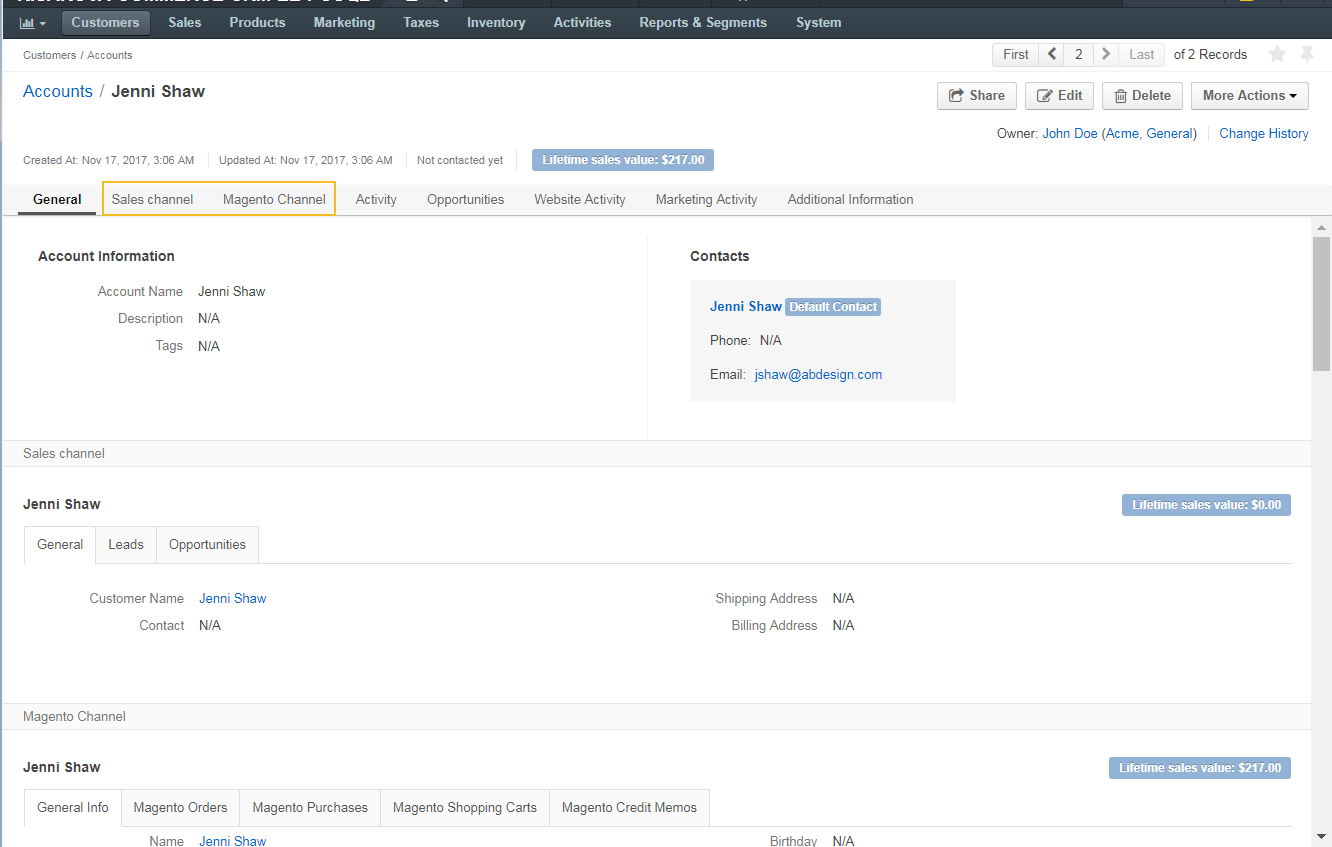 Customers Sales Products Marketing Taxes Inventory Activities Reports & Segments System
Customers / Accounts
First 2 Last of 2 Records
Accounts / Jenni Shaw
Share Edit Delete More Actions
Owner: John Doe (Acme, General) Change History
Created At: Nov 17, 2017, 3:06 AM Updated At: Nov 17, 2017, 3:06 AM Not contacted yet Lifetime sales value: $217.00
General Sales channel Magento Channel Activity Opportunities Website Activity Marketing Activity Additional Information
Account Information
Account Name Jenni Shaw
Description N/A
Tags N/A
Contacts
Jenni Shaw Default Contact
Phone: N/A
Email: jshaw@abdesign.com
Sales channel
Jenni Shaw Lifetime sales value: $0.00
General Leads Opportunities
Customer Name Jenni Shaw
Contact N/A
Shipping Address N/A
Billing Address N/A
Magento Channel
Jenni Shaw Lifetime sales value: $217.00
General Info Magento Orders Magento Purchases Magento Shopping Carts Magento Credit Memos
Name Jenni Shaw
Birthday N/A